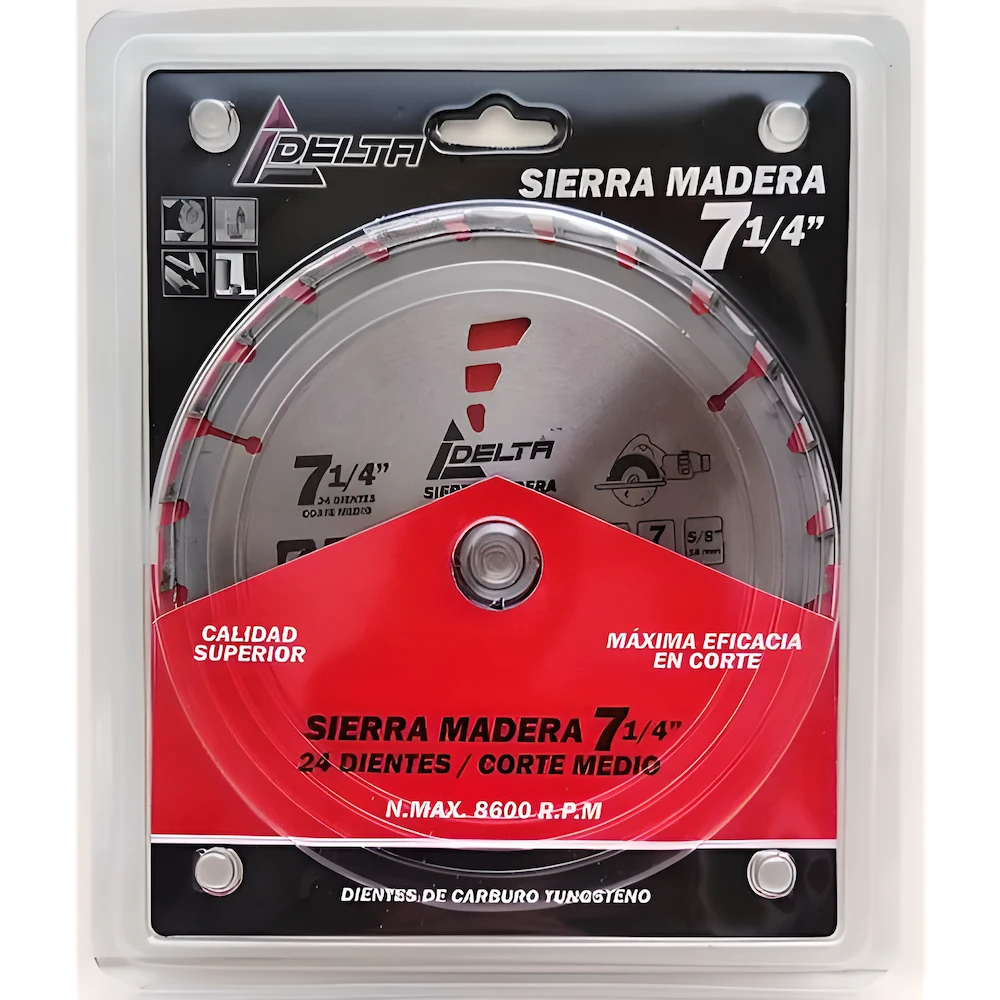 DELTA
SIERRA MADERA
7 1/4”
DELTA
7 1/4”
24 DIENTES
CORTE MEDIO
SIERRA MADERA
7
5/8"
CALIDAD
SUPERIOR
MÁXIMA EFICACIA
EN CORTE
SIERRA MADERA 7 1/4”
24 DIENTES / CORTE MEDIO
N.MAX. 8600 R.P.M
DIENTES DE CARBURO TUNGSTENO